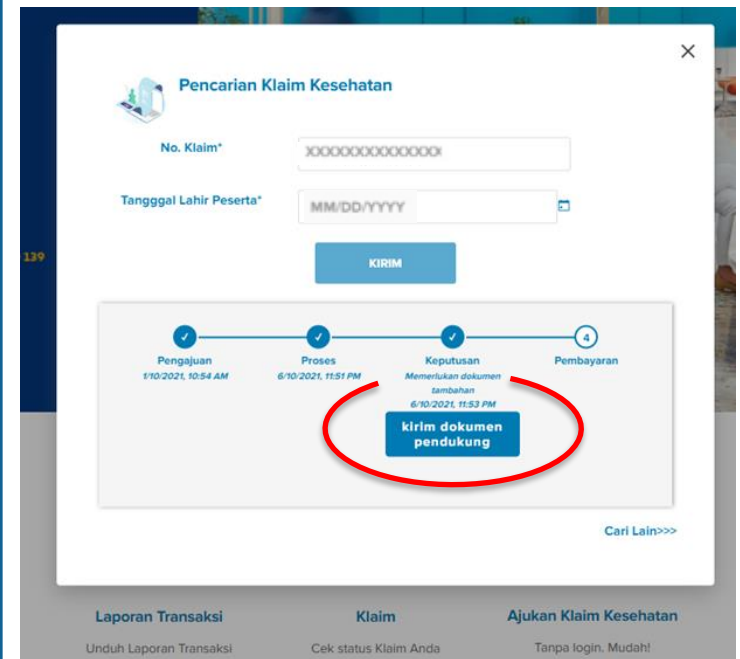 Pencarian Klaim Kesehatan
No. Klaim*
XXXXXXXXXXXXXXX
Tangggal Lahir Peserta*
MM/DD/YYYY
139
KIRIM
4
Pengajuan
1/10/2021, 10:54 AM
Proses
6/10/2021, 11:51 PM
Keputusan
Memerlukan dokumen
tambahan
6/10/2021, 11:53 PM
Pembayaran
kirim dokumen
pendukung
Cari Lain>>>
Laporan Transaksi
Unduh Laporan Transaksi
Klaim
Cek status Klaim Anda
Ajukan Klaim Kesehatan
Tanpa login. Mudah!